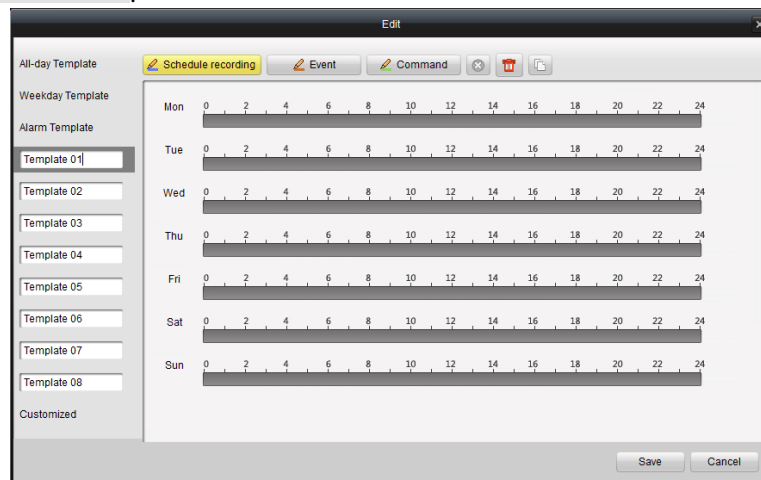 Edit
All-day Template
Weekday Template
Alarm Template
Template 01
Template 02
Template 03
Template 04
Template 05
Template 06
Template 07
Template 08
Customized
Schedule recording Event Command
Mon 0 2 4 6 8 10 12 14 16 18 20 22 24
Tue 0 2 4 6 8 10 12 14 16 18 20 22 24
Wed 0 2 4 6 8 10 12 14 16 18 20 22 24
Thu 0 2 4 6 8 10 12 14 16 18 20 22 24
Fri 0 2 4 6 8 10 12 14 16 18 20 22 24
Sat 0 2 4 6 8 10 12 14 16 18 20 22 24
Sun 0 2 4 6 8 10 12 14 16 18 20 22 24
Save Cancel